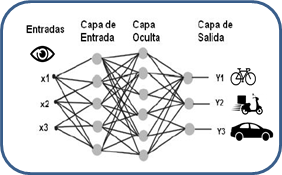 Entradas
Capa de
Entrada
Capa
Oculta
Capa de
Salida
x1
x2
x3
Y1
Y2
Y3